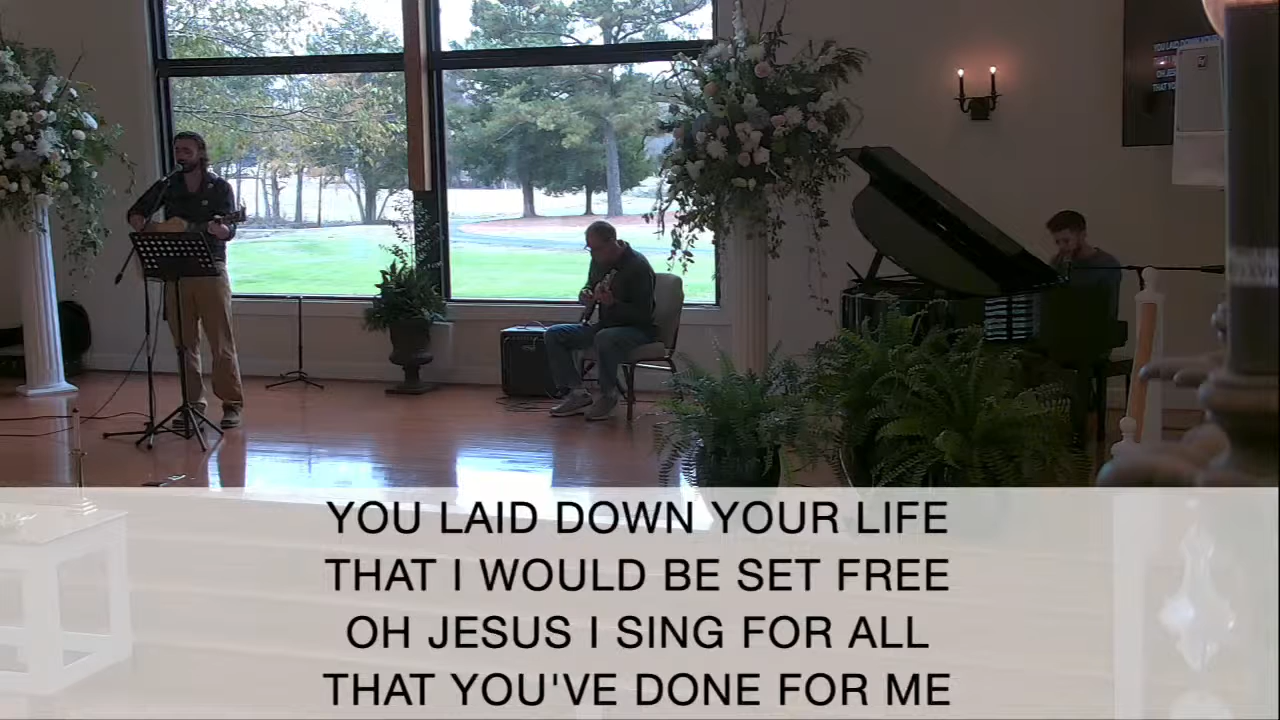 YOU LAID DOWN YOUR LIFE
THAT I WOULD BE SET FREE
OH JESUS I SING FOR ALL
THAT YOU'VE DONE FOR ME